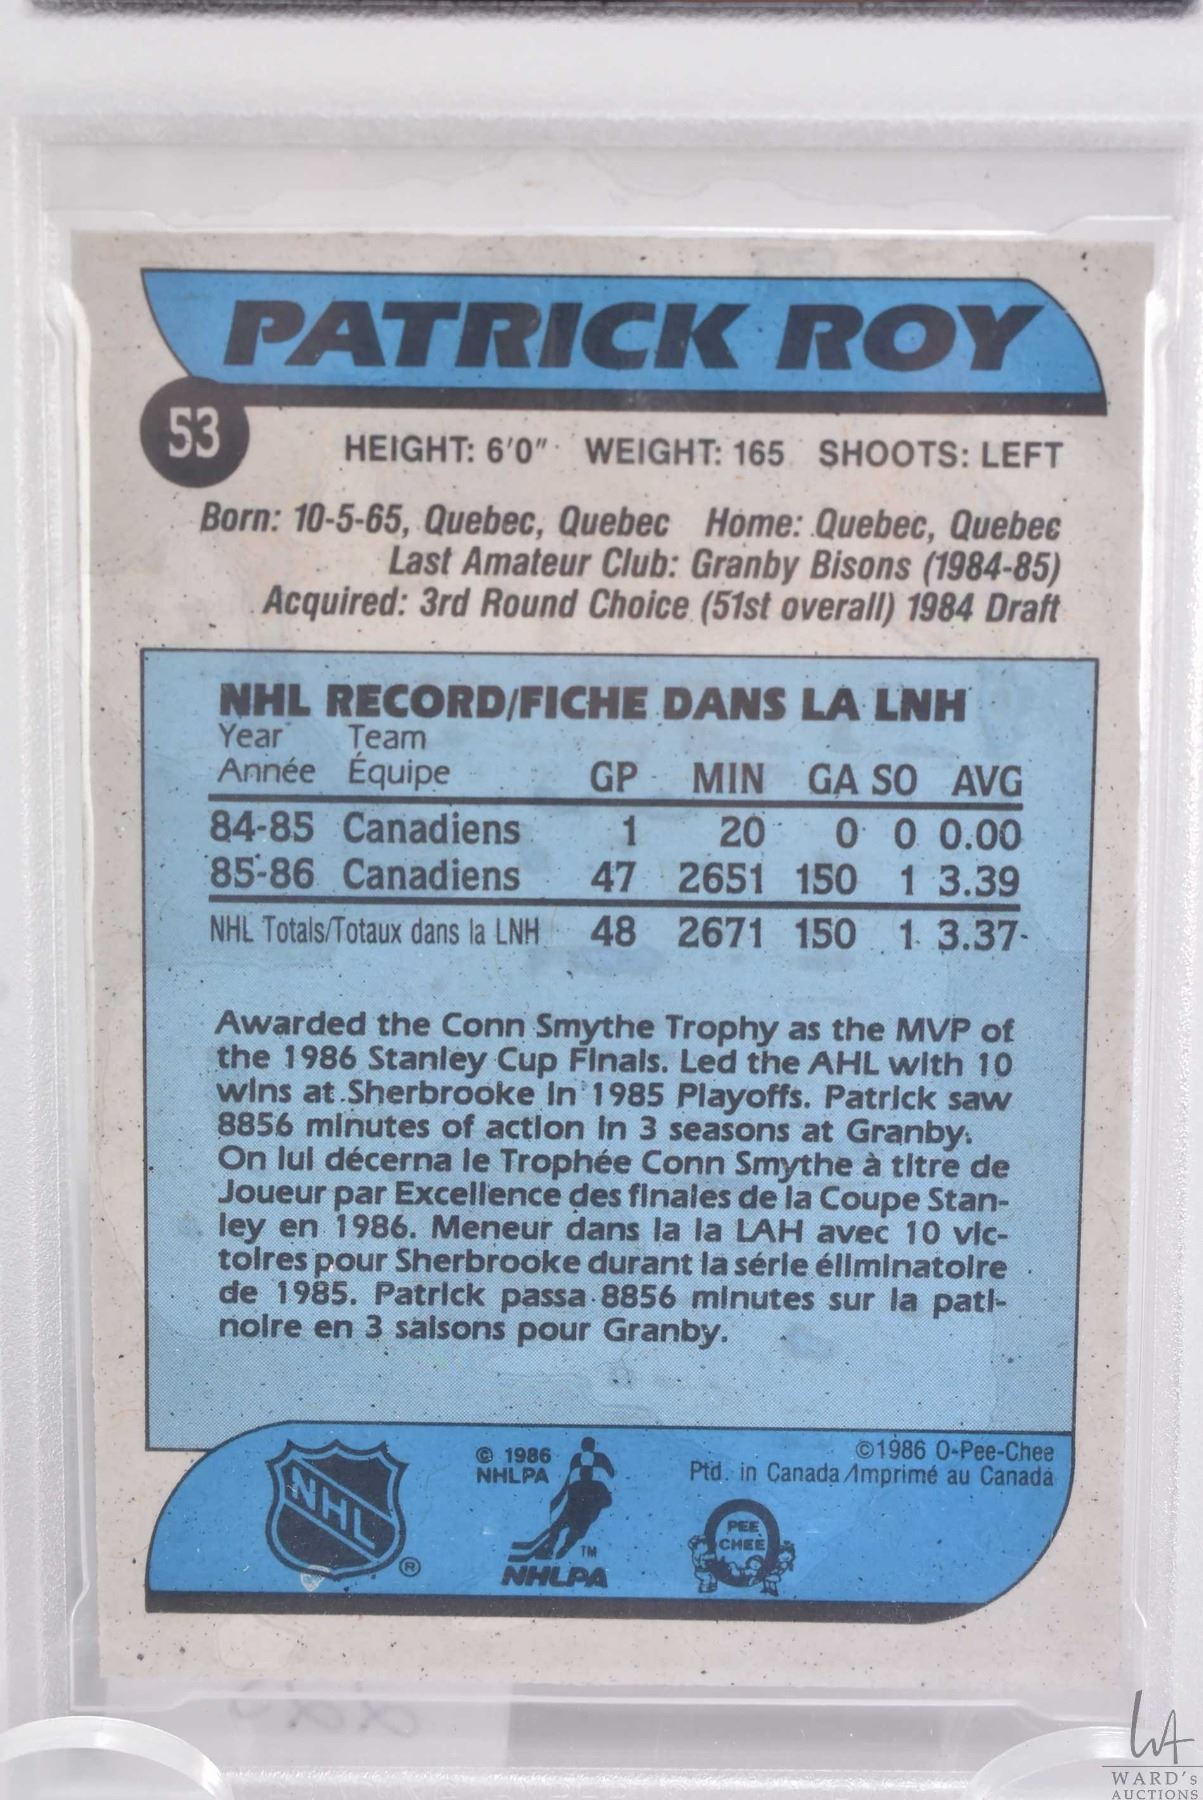 PATRICK ROY
53
HEIGHT: 6'0" WEIGHT: 165 SHOOTS: LEFT
Born: 10-5-65, Quebec, Quebec Home: Quebec, Quebec
Last Amateur Club: Granby Bisons (1984-85)
Acquired: 3rd Round Choice (51st overall) 1984 Draft
NHL RECORD/FICHE DANS LA LNH
Year Team
Année Équipe GP MIN GA SO AVG
84-85 Canadiens 1 20 0 0 0.00
85-86 Canadiens 47 2651 150 1 3.39
NHL Totals/Totaux dans la LNH 48 2671 150 1 3.37
Awarded the Conn Smythe Trophy as the MVP of
the 1986 Stanley Cup Finals. Led the AHL with 10
wins at Sherbrooke in 1985 Playoffs. Patrick saw
8856 minutes of action in 3 seasons at Granby.
On lui décerna le Trophée Conn Smythe à titre de
Joueur par Excellence des finales de la Coupe Stan-
ley en 1986. Meneur dans la la LAH avec 10 vic-
toires pour Sherbrooke durant la série éliminatoire
de 1985. Patrick passa 8856 minutes sur la pati-
noire en 3 saisons pour Granby.
NHL ®
© 1986
NHLPA
TM
NHLPA
©1986 O-Pee-Chee
Ptd. in Canada/Imprimé au Canada
PEE
CHEE
WA
WARD's
AUCTIONS